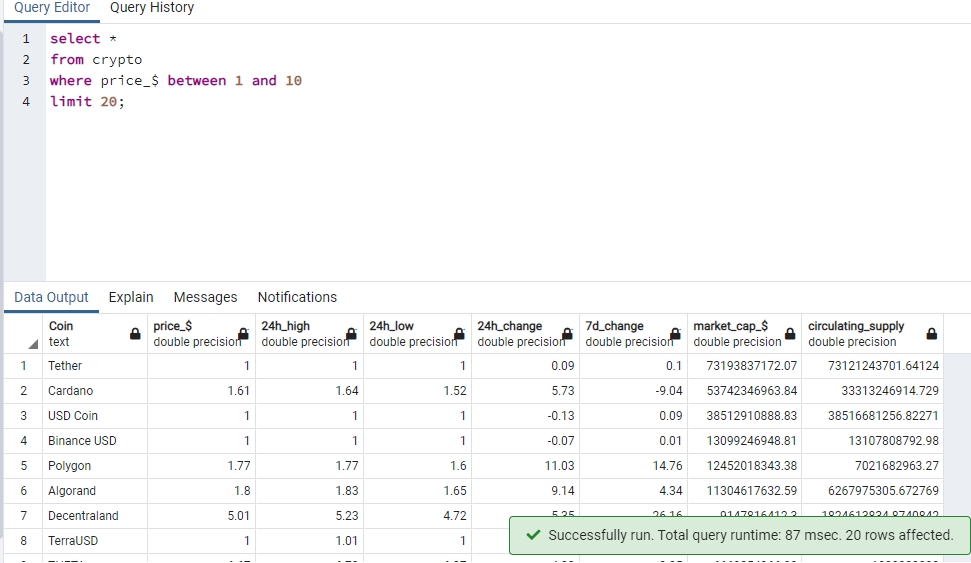 Query Editor Query History
1 select *
2 from crypto
3 where price_$ between 1 and 10
4 limit 20;
Data Output Explain Messages Notifications
Coin price_$ 24h_high 24h_low 24h_change 7d_change market_cap_$ circulating_supply
text double precision double precision double precision double precision double precision double precision double precision
1 Tether 1 1 1 0.09 0.1 73193837172.07 73121243701.64124
2 Cardano 1.61 1.64 1.52 5.73 -9.04 53742346963.84 33313246914.729
3 USD Coin 1 1 1 -0.13 0.09 38512910888.83 38516681256.82271
4 Binance USD 1 1 1 -0.07 0.01 13099246948.81 13107808792.98
5 Polygon 1.77 1.77 1.6 11.03 14.76 12452018343.38 7021682963.27
6 Algorand 1.8 1.83 1.65 9.14 4.34 11304617632.59 6267975305.672769
7 Decentraland 5.01 5.23 4.72 5.35 26.16
8 TerraUSD 1 1.01 1
Successfully run. Total query runtime: 87 msec. 20 rows affected.